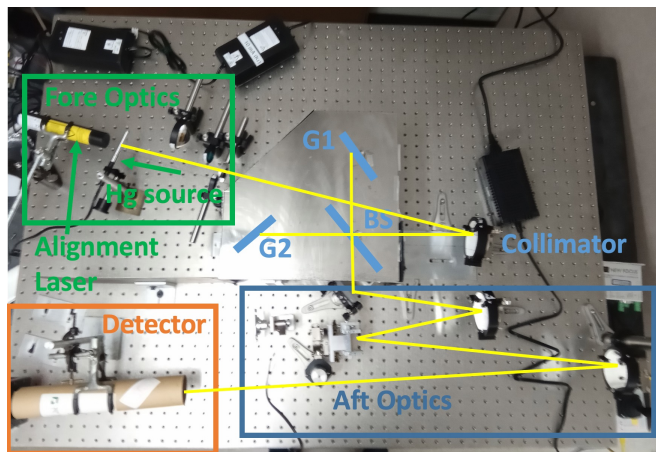 Fore Optics
G1
Hg source
BS
G2
Collimator
Alignment
Laser
Detector
Aft Optics